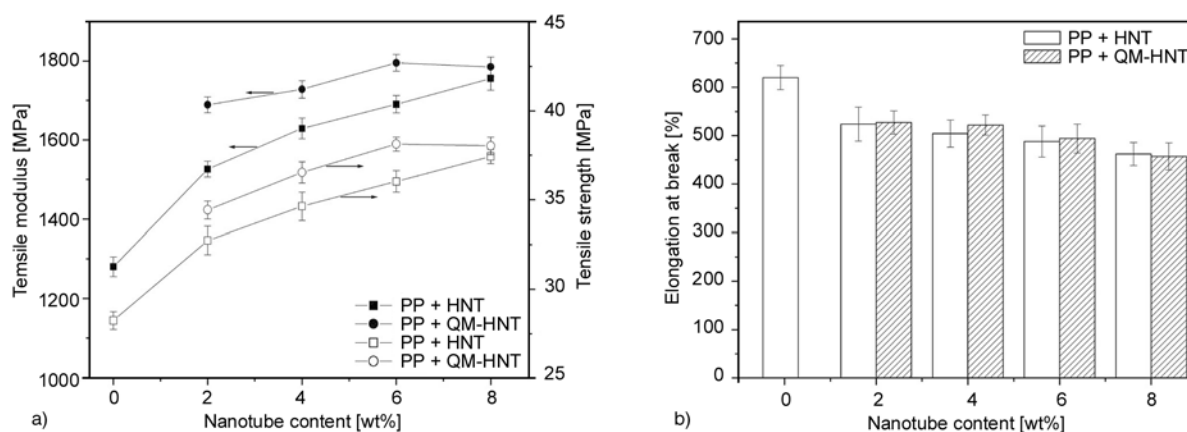 1800
1600
1400
1200
1000
Temsile modulus [MPa]
45
40
35
30
25
Tensile strength [MPa]
PP + HNT
PP + QM-HNT
PP + HNT
PP + QM-HNT
0 2 4 6 8
Nanotube content [wt%]
a)
700
600
500
400
300
200
100
0
Elongation at break [%]
PP + HNT
PP + QM-HNT
0 2 4 6 8
Nanotube content [wt%]
b)